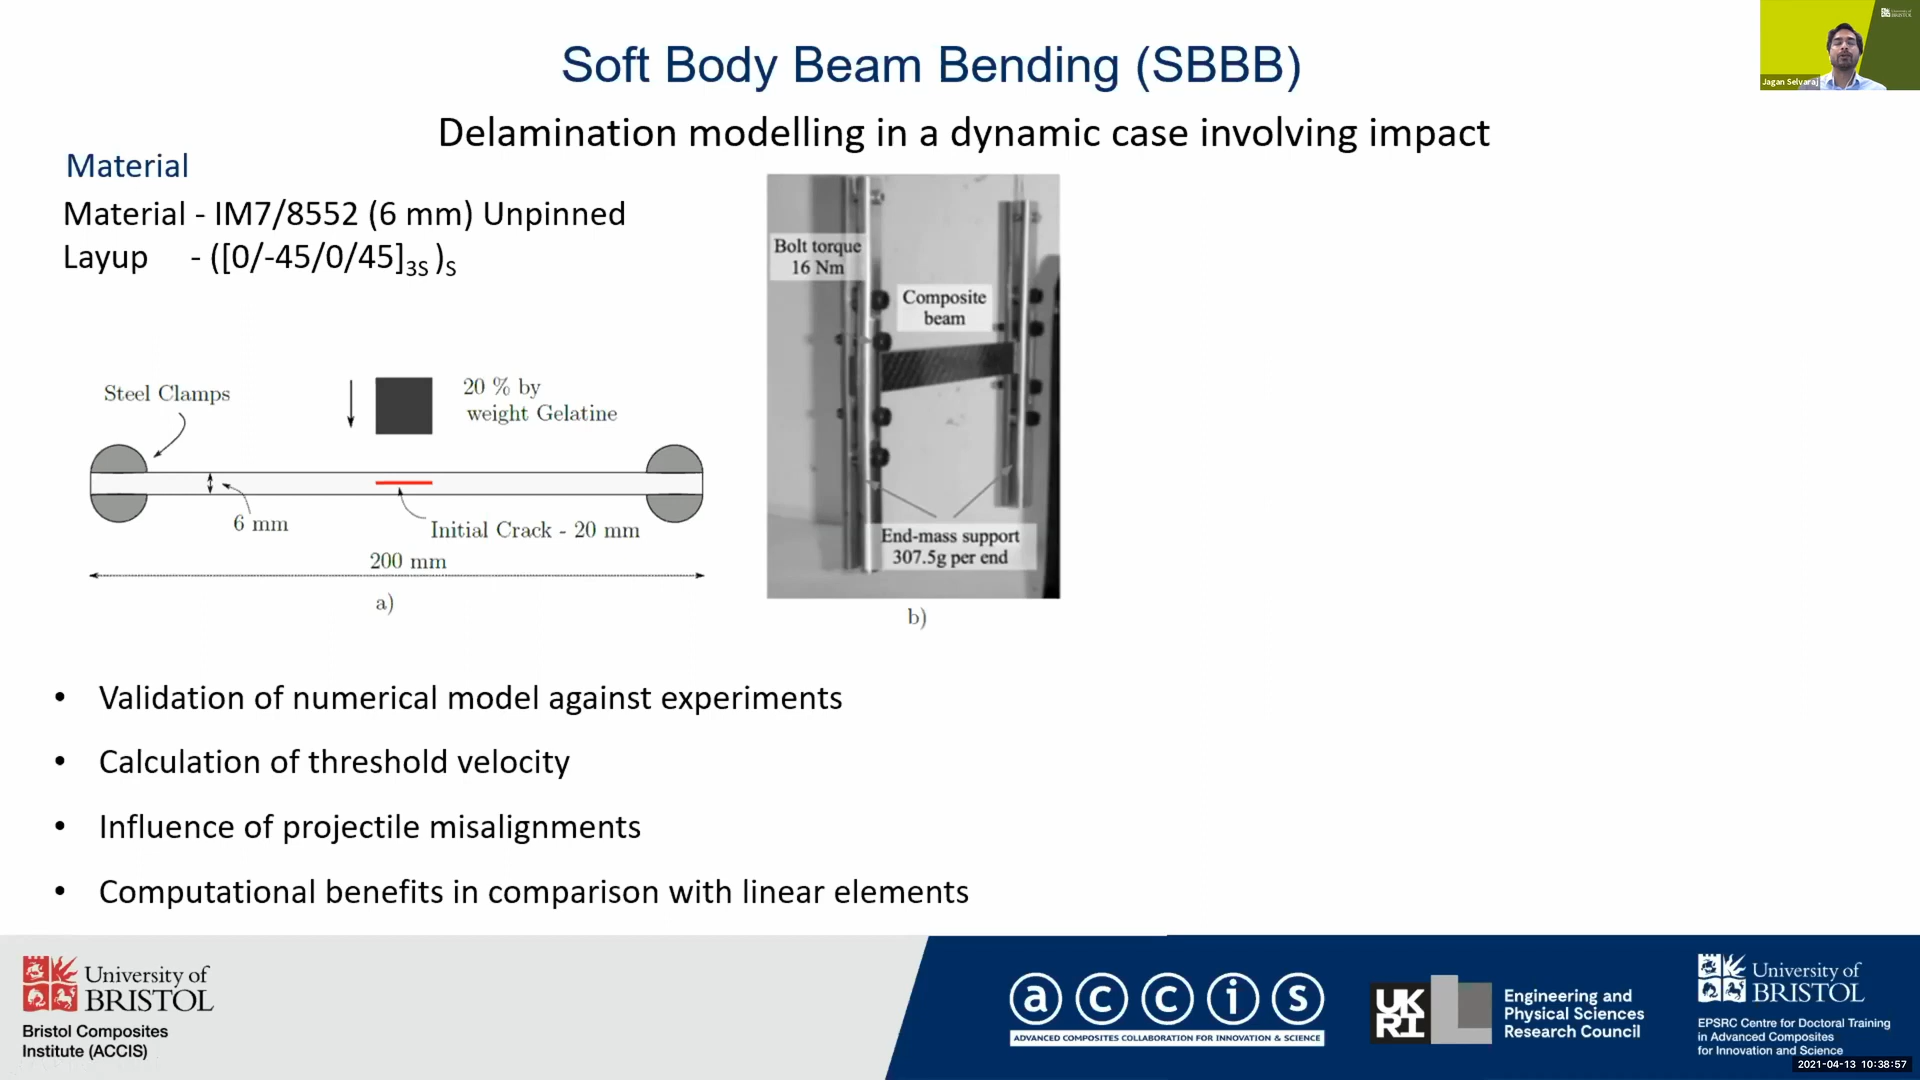 Soft Body Beam Bending (SBBB)
Delamination modelling in a dynamic case involving impact
Jagan Selvaraj
Material
Material - IM7/8552 (6 mm) Unpinned
Layup - ([0/-45/0/45]3S )S
Steel Clamps
20 % by
weight Gelatine
6 mm
Initial Crack - 20 mm
200 mm
a)
Bolt torque
16 Nm
Composite
beam
End-mass support
307.5g per end
b)
• Validation of numerical model against experiments
• Calculation of threshold velocity
• Influence of projectile misalignments
• Computational benefits in comparison with linear elements
University of
BRISTOL
Bristol Composites
Institute (ACCIS)
accis
ADVANCED COMPOSITES COLLABORATION FOR INNOVATION & SCIENCE
UK
RI
Engineering and
Physical Sciences
Research Council
University of
BRISTOL
EPSRC Centre for Doctoral Training
in Advanced Composites
for Innovation and Science
2021-04-13 10:38:57